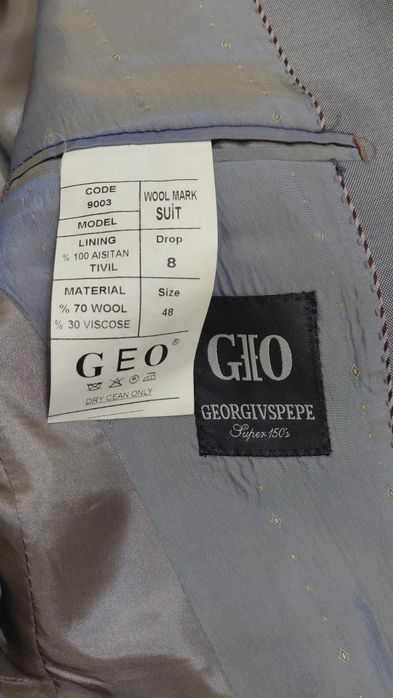 CODE
9003
MODEL
LINING
% 100 AISITAN
TIVIL
MATERIAL
% 70 WOOL
% 30 VISCOSE
WOOL MARK
SUİT
Drop
8
Size
48
GEO®
DRY CEAN ONLY
GEO
GEORGIVSPEPE
Super 150's